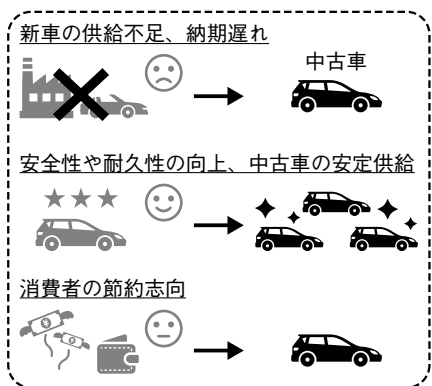 新車の供給不足、納期遅れ
中古車
安全性や耐久性の向上、中古車の安定供給
消費者の節約志向